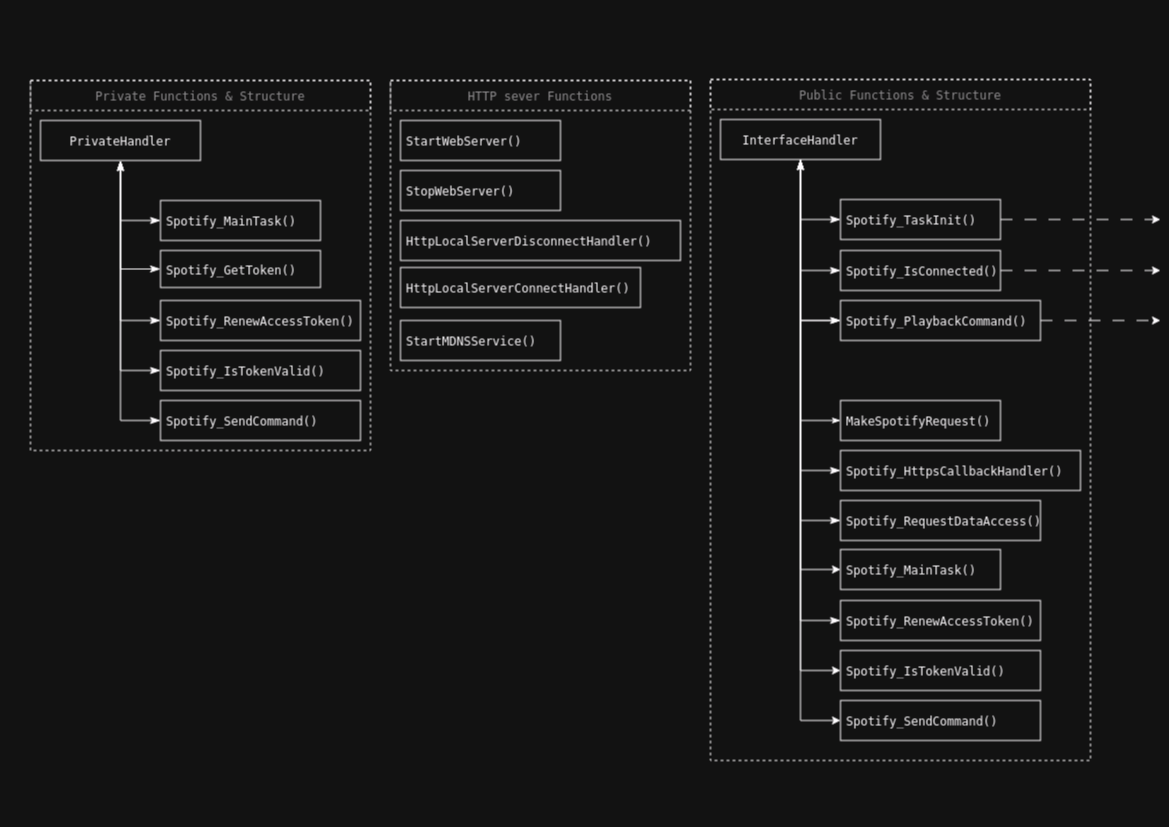 Private Functions & Structure
PrivateHandler
Spotify_MainTask()
Spotify_GetToken()
Spotify_RenewAccessToken()
Spotify_IsTokenValid()
Spotify_SendCommand()
HTTP sever Functions
StartWebServer()
StopWebServer()
HttpLocalServerDisconnectHandler()
HttpLocalServerConnectHandler()
StartMDNSService()
Public Functions & Structure
InterfaceHandler
Spotify_TaskInit()
Spotify_IsConnected()
Spotify_PlaybackCommand()
MakeSpotifyRequest()
Spotify_HttpsCallbackHandler()
Spotify_RequestDataAccess()
Spotify_MainTask()
Spotify_RenewAccessToken()
Spotify_IsTokenValid()
Spotify_SendCommand()